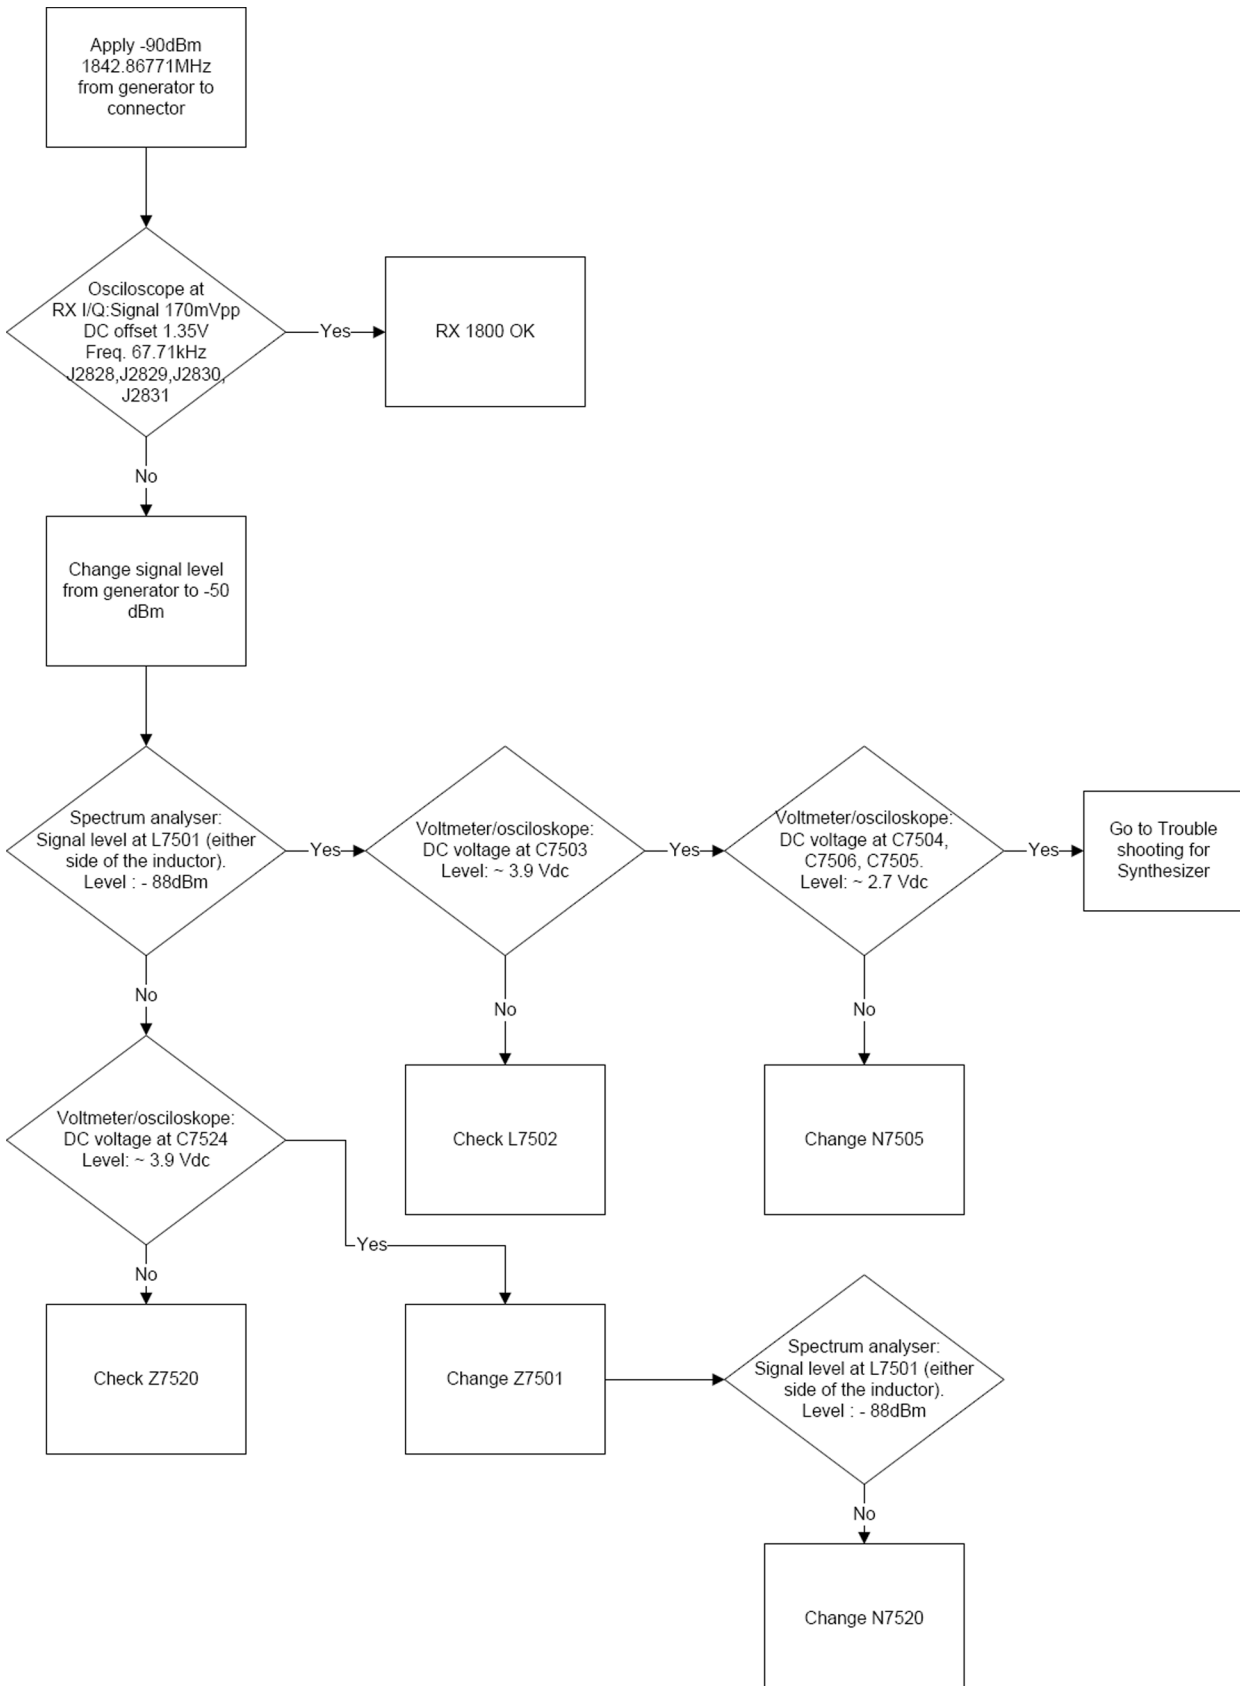 Apply -90dBm
1842.86771MHz
from generator to
connector
Osciloscope at
RX I/Q:Signal 170mVpp
DC offset 1.35V
Freq. 67.71kHz
J2828,J2829,J2830,
J2831
Yes
RX 1800 OK
No
Change signal level
from generator to -50
dBm
Spectrum analyser:
Signal level at L7501 (either
side of the inductor).
Level : - 88dBm
Yes
Voltmeter/osciloskope:
DC voltage at C7503
Level: ~ 3.9 Vdc
Yes
Voltmeter/osciloskope:
DC voltage at C7504,
C7506, C7505.
Level: ~ 2.7 Vdc
Yes
Go to Trouble
shooting for
Synthesizer
No
No
No
Voltmeter/osciloskope:
DC voltage at C7524
Level: ~ 3.9 Vdc
Check L7502
Change N7505
Yes
No
Check Z7520
Change Z7501
Spectrum analyser:
Signal level at L7501 (either
side of the inductor).
Level : - 88dBm
No
Change N7520